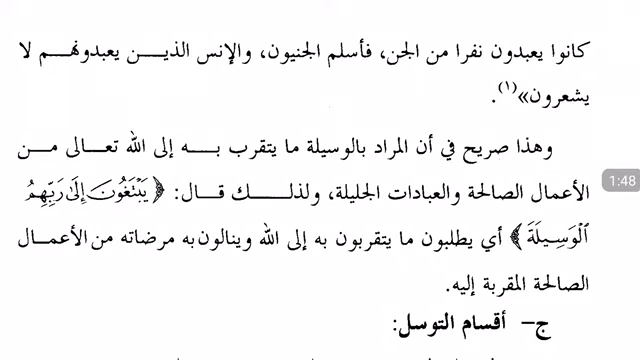 كانوا يعبدون نفرا من الجن، فأسلم الجنيون، والإنس الذين يعبدونهم لا
يشعرون»(١).
وهذا صريح في أن المراد بالوسيلة ما يتقرب به إلى الله تعالى من
الأعمال الصالحة والعبادات الجليلة، ولذلك قال: ﴿يَبْتَغُونَ إِلَىٰ رَبِّهِمُ
1:48
ٱلْوَسِيلَةَ﴾ أي يطلبون ما يتقربون به إلى الله وينالون به مرضاته من الأعمال
الصالحة المقربة إليه.
ج- أقسام التوسل: